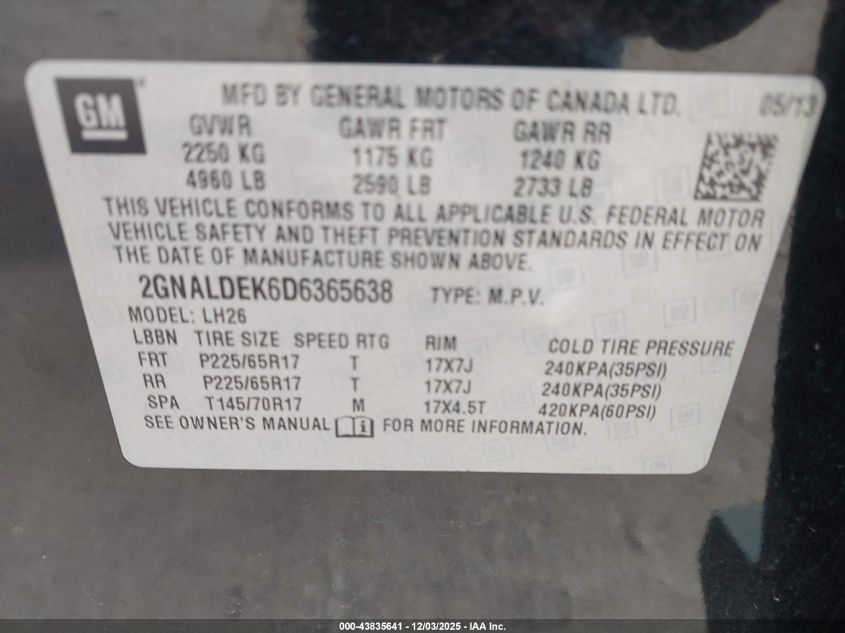 GM
MFD BY GENERAL MOTORS OF CANADA LTD. 05/13
GVWR GAWR FRT GAWR RR
2250 KG 1175 KG 1240 KG
4960 LB 2590 LB 2733 LB
THIS VEHICLE CONFORMS TO ALL APPLICABLE U.S. FEDERAL MOTOR
VEHICLE SAFETY AND THEFT PREVENTION STANDARDS IN EFFECT ON
THE DATE OF MANUFACTURE SHOWN ABOVE.
2GNALDEK6D6365638 TYPE: M.P.V.
MODEL: LH26
LBBN TIRE SIZE SPEED RTG RIM COLD TIRE PRESSURE
FRT P225/65R17 T 17X7J 240KPA(35PSI)
RR P225/65R17 T 17X7J 240KPA(35PSI)
SPA T145/70R17 M 17X4.5T 420KPA(60PSI)
SEE OWNER'S MANUAL i FOR MORE INFORMATION.
000-43835641 - 12/03/2025 - IAA Inc.